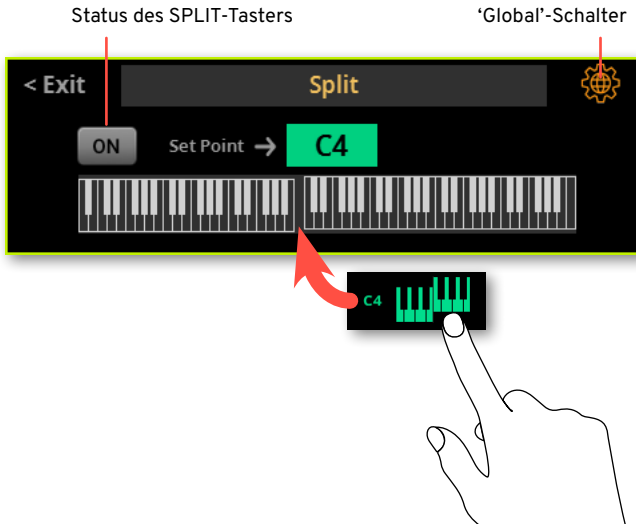 Status des SPLIT-Tasters
‘Global’-Schalter
< Exit
Split
ON
Set Point →
C4
C4